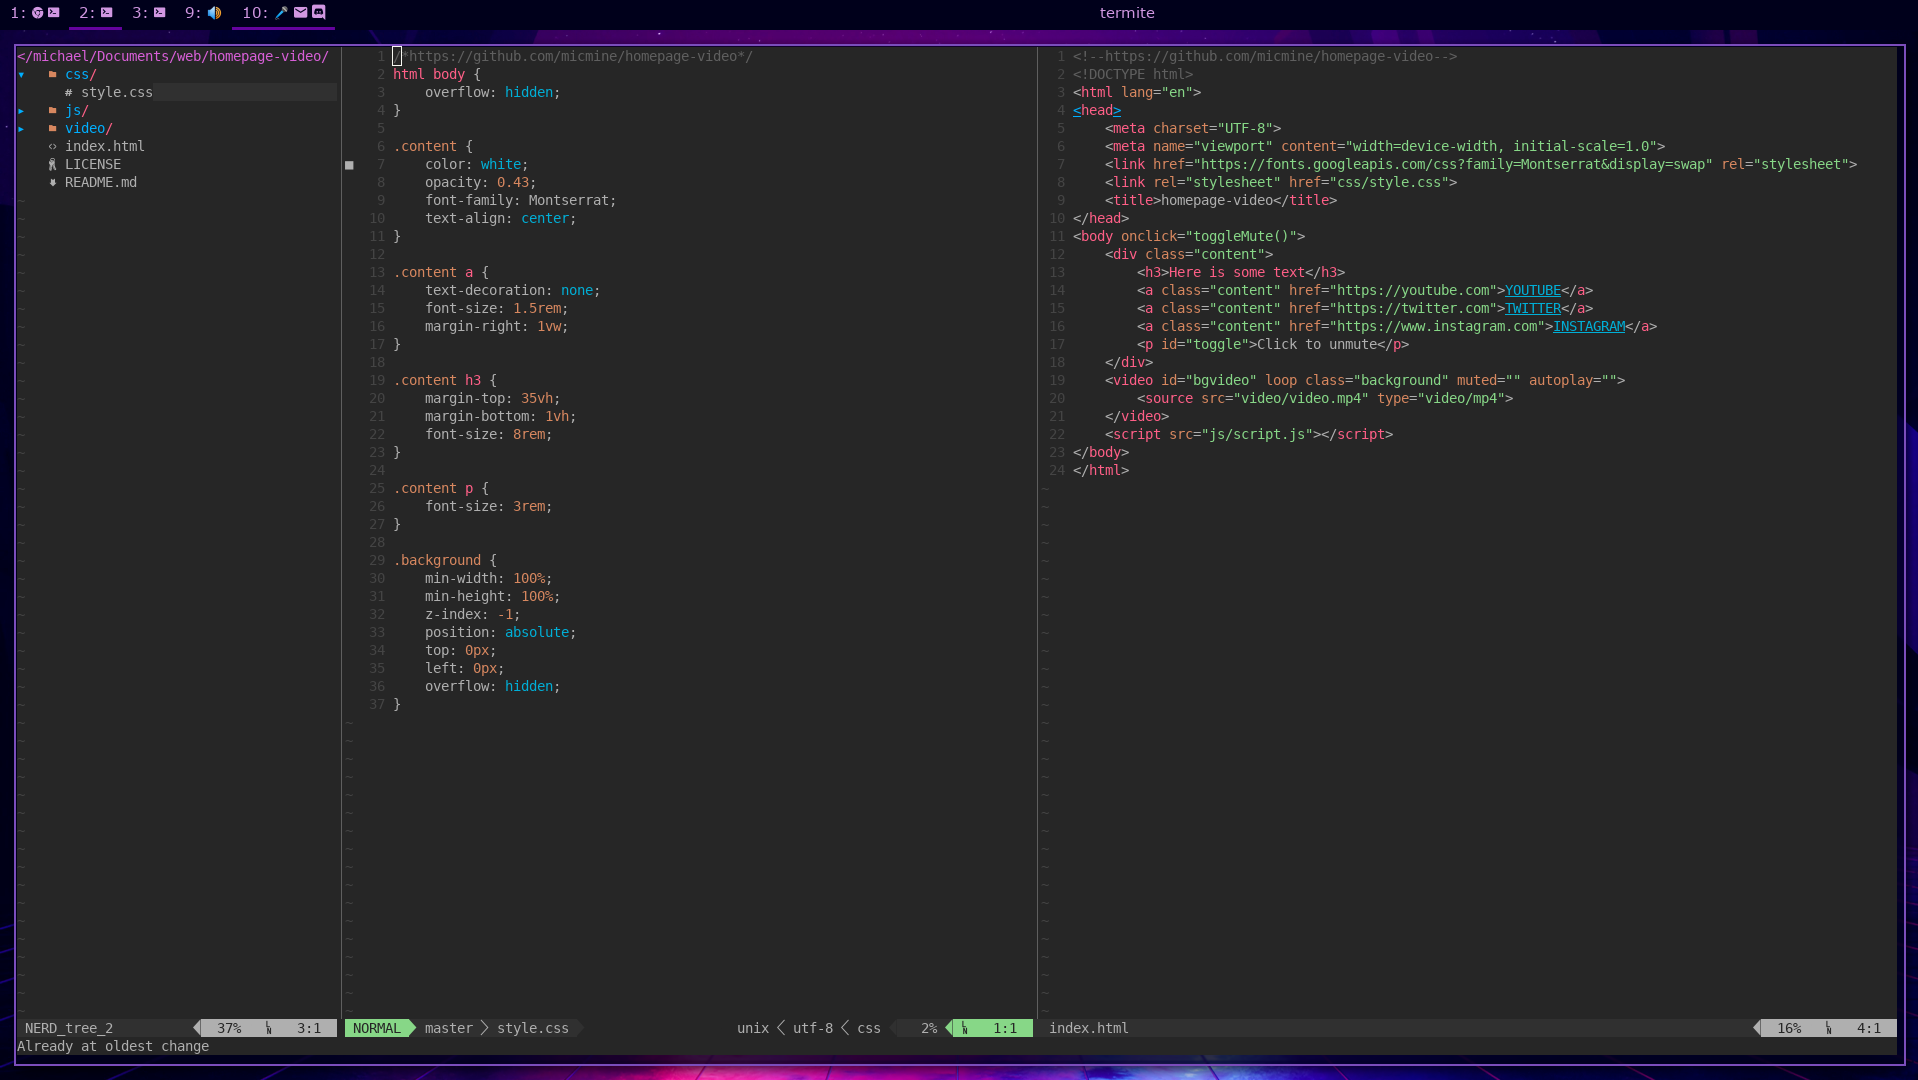 1:
2:
3:
9:
10:
termite
</michael/Documents/web/homepage-video/
css/
# style.css
js/
video/
index.html
LICENSE
README.md
1 /*https://github.com/micmine/homepage-video*/
2 html body {
3     overflow: hidden;
4 }
5
6 .content {
7     color: white;
8     opacity: 0.43;
9     font-family: Montserrat;
10     text-align: center;
11 }
12
13 .content a {
14     text-decoration: none;
15     font-size: 1.5rem;
16     margin-right: 1vw;
17 }
18
19 .content h3 {
20     margin-top: 35vh;
21     margin-bottom: 1vh;
22     font-size: 8rem;
23 }
24
25 .content p {
26     font-size: 3rem;
27 }
28
29 .background {
30     min-width: 100%;
31     min-height: 100%;
32     z-index: -1;
33     position: absolute;
34     top: 0px;
35     left: 0px;
36     overflow: hidden;
37 }
1 <!--https://github.com/micmine/homepage-video-->
2 <!DOCTYPE html>
3 <html lang="en">
4 <head>
5     <meta charset="UTF-8">
6     <meta name="viewport" content="width=device-width, initial-scale=1.0">
7     <link href="https://fonts.googleapis.com/css?family=Montserrat&display=swap" rel="stylesheet">
8     <link rel="stylesheet" href="css/style.css">
9     <title>homepage-video</title>
10 </head>
11 <body onclick="toggleMute()">
12     <div class="content">
13         <h3>Here is some text</h3>
14         <a class="content" href="https://youtube.com">YOUTUBE</a>
15         <a class="content" href="https://twitter.com">TWITTER</a>
16         <a class="content" href="https://www.instagram.com">INSTAGRAM</a>
17         <p id="toggle">Click to unmute</p>
18     </div>
19     <video id="bgvideo" loop class="background" muted="" autoplay="">
20         <source src="video/video.mp4" type="video/mp4">
21     </video>
22     <script src="js/script.js"></script>
23 </body>
24 </html>
NERD_tree_2 37% LN 3:1
NORMAL master style.css unix utf-8 css 2% LN 1:1
index.html 16% LN 4:1
Already at oldest change